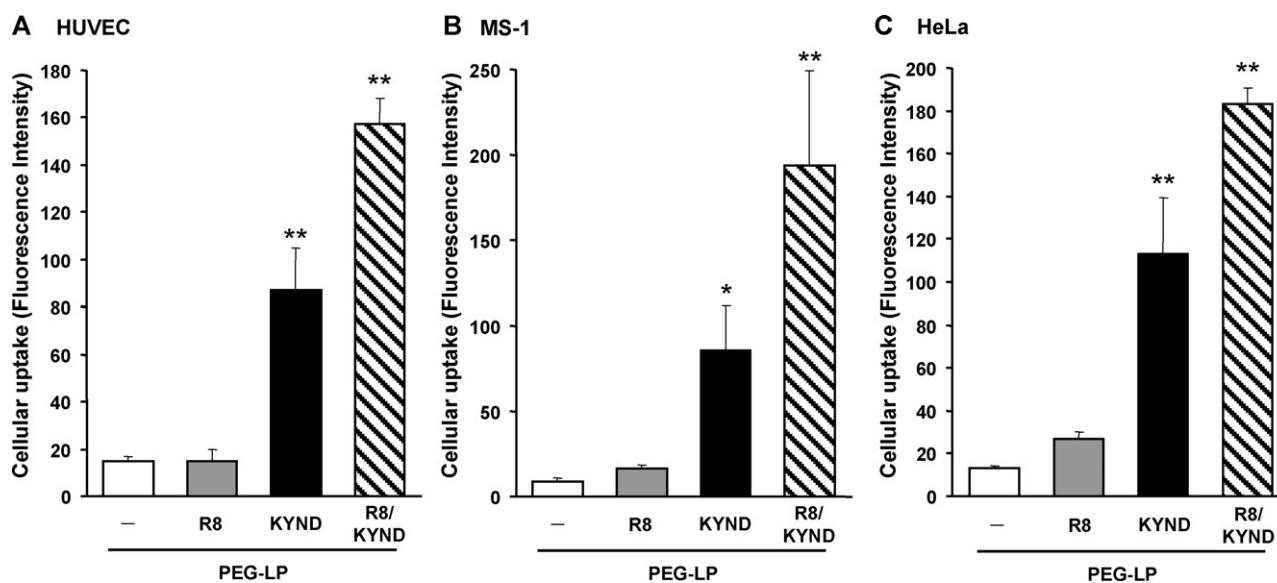 A HUVEC
Cellular uptake (Fluorescence Intensity)
180
160
140
120
100
80
60
40
20
0
**
**
– R8 KYND R8/
KYND
PEG-LP
B MS-1
Cellular uptake (Fluorescence Intensity)
250
200
150
100
50
0
*
**
– R8 KYND R8/
KYND
PEG-LP
C HeLa
Cellular uptake (Fluorescence Intensity)
200
180
160
140
120
100
80
60
40
20
0
**
**
– R8 KYND R8/
KYND
PEG-LP